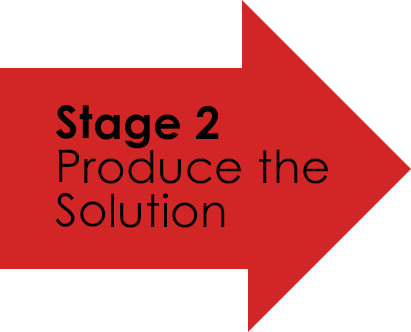 Stage 2
Produce the
Solution